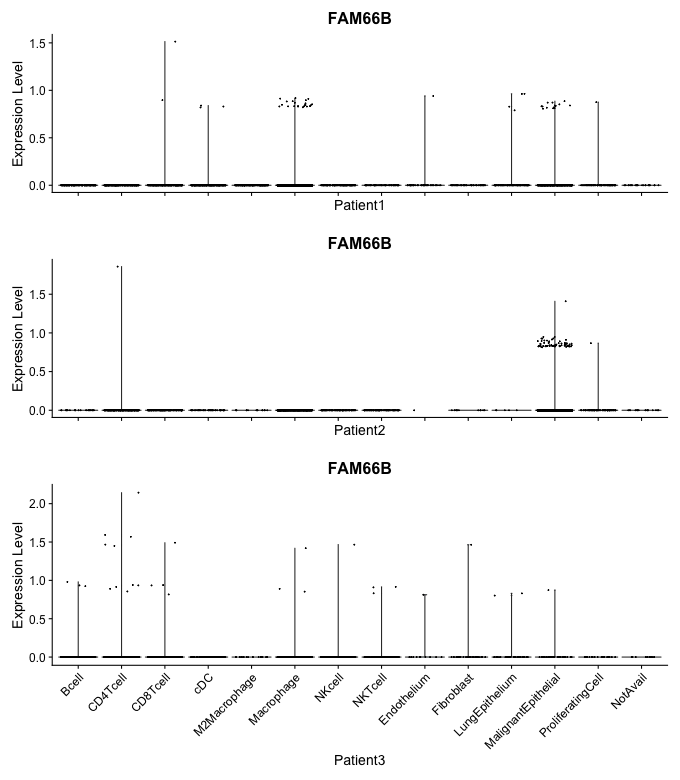 FAM66B
Expression Level
1.5
1.0
0.5
0.0
Patient1
FAM66B
Expression Level
1.5
1.0
0.5
0.0
Patient2
FAM66B
Expression Level
2.0
1.5
1.0
0.5
0.0
Bcell
CD4Tcell
CD8Tcell
cDC
M2Macrophage
Macrophage
NKcell
NKTcell
Endothelium
Fibroblast
LungEpithelium
MalignantEpithelial
ProliferatingCell
NotAvail
Patient3